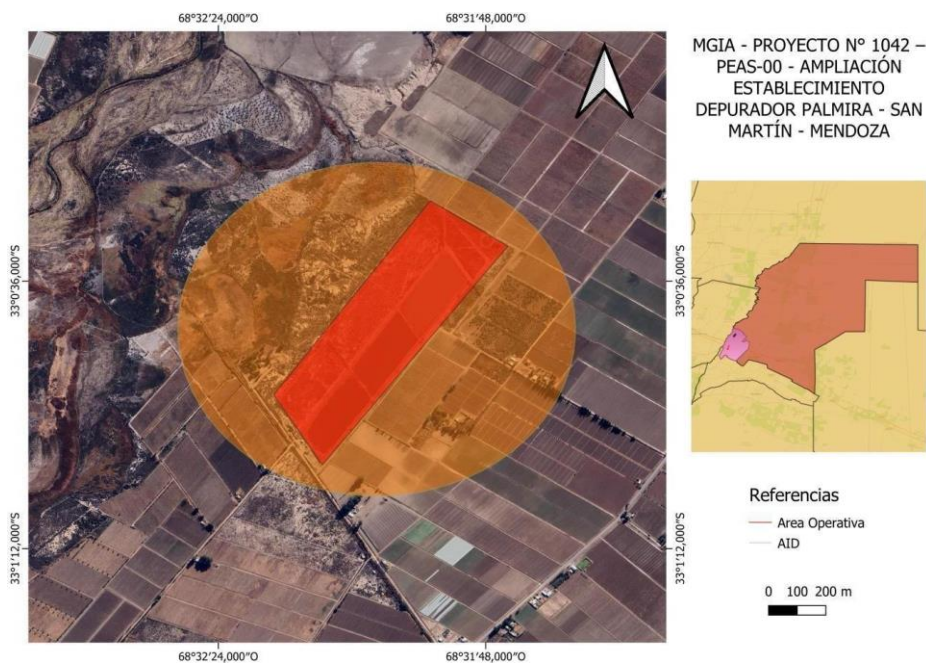 68°32'24,000"O
68°31'48,000"O
MGIA - PROYECTO N° 1042 –
PEAS-00 - AMPLIACIÓN
ESTABLECIMIENTO
DEPURADOR PALMIRA - SAN
MARTÍN - MENDOZA
33°0'36,000"S
33°0'36,000"S
33°1'12,000"S
33°1'12,000"S
Referencias
Area Operativa
AID
0 100 200 m
68°32'24,000"O
68°31'48,000"O